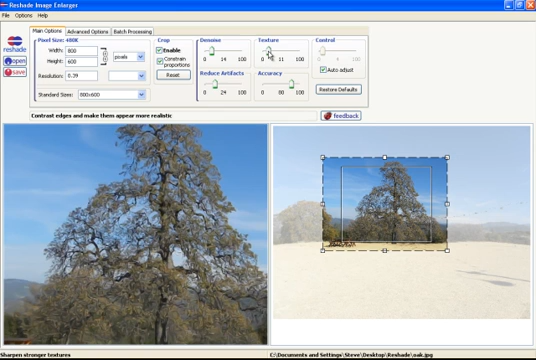 Reshade Image Enlarger
File Options Help
reshade
open
save
Main Options Advanced Options Batch Processing
Pixel Size: 480K
Width: 800
Height: 600
pixels
Resolution: 0.39
Standard Sizes: 800x600
Crop
Enable
Constrain proportions
Reset
Denoise
0 14 100
Reduce Artifacts
0 24 100
Texture
0 11 100
Accuracy
0 80 100
Control
0 4 100
Auto adjust
Restore Defaults
Contrast edges and make them appear more realistic
feedback
Sharpen stronger textures
C:\Documents and Settings\Steve\Desktop\Reshade\oak.jpg